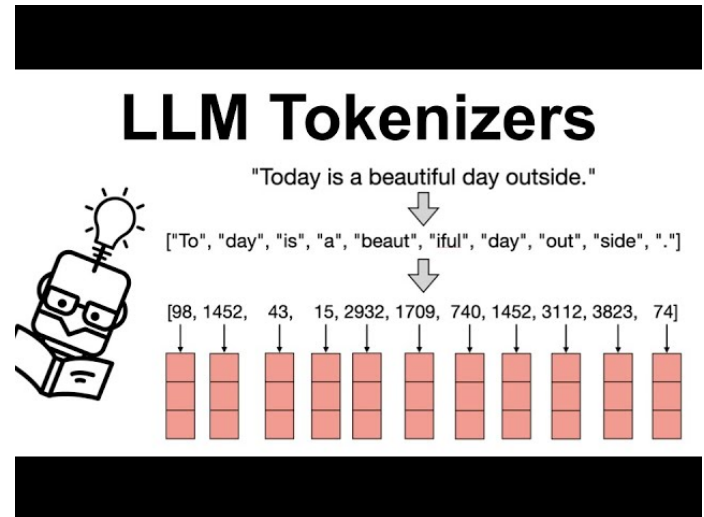 LLM Tokenizers
"Today is a beautiful day outside."
["To", "day", "is", "a", "beaut", "iful", "day", "out", "side", "."]
[98, 1452, 43, 15, 2932, 1709, 740, 1452, 3112, 3823, 74]